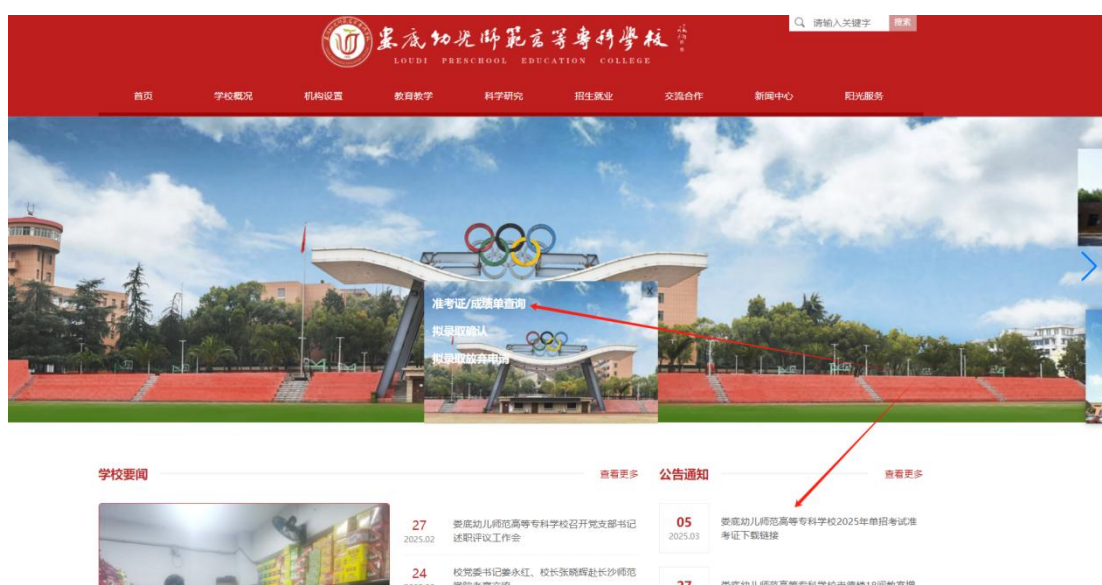 请输入关键字 搜索
娄底幼儿师范高等专科学校
LOUDI PRESCHOOL EDUCATION COLLEGE
首页 学校概况 机构设置 教育教学 科学研究 招生就业 交流合作 新闻中心 阳光服务
X
准考证/成绩单查询
拟录取确认
拟录取放弃申请
学校要闻 查看更多 公告通知 查看更多
27
2025.02
娄底幼儿师范高等专科学校召开党支部书记
述职评议工作会
05
2025.03
娄底幼儿师范高等专科学校2025年单招考试准
考证下载链接
24
校党委书记姜永红、校长张晓辉赴长沙师范
27